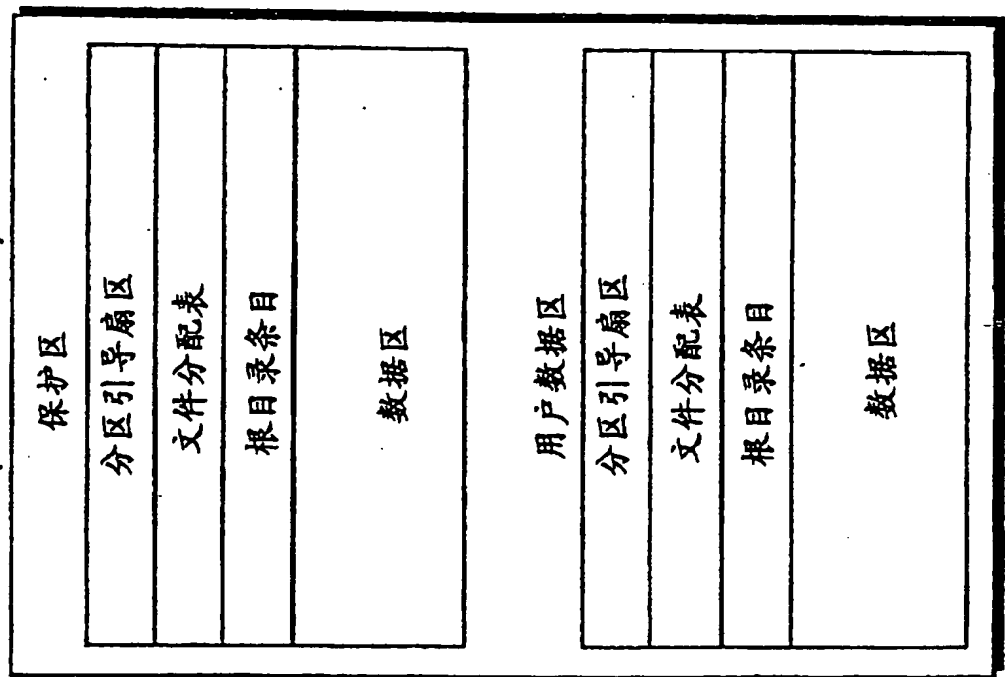 保护区
分区引导扇区
文件分配表
根目录条目
数据区
用户数据区
分区引导扇区
文件分配表
根目录条目
数据区